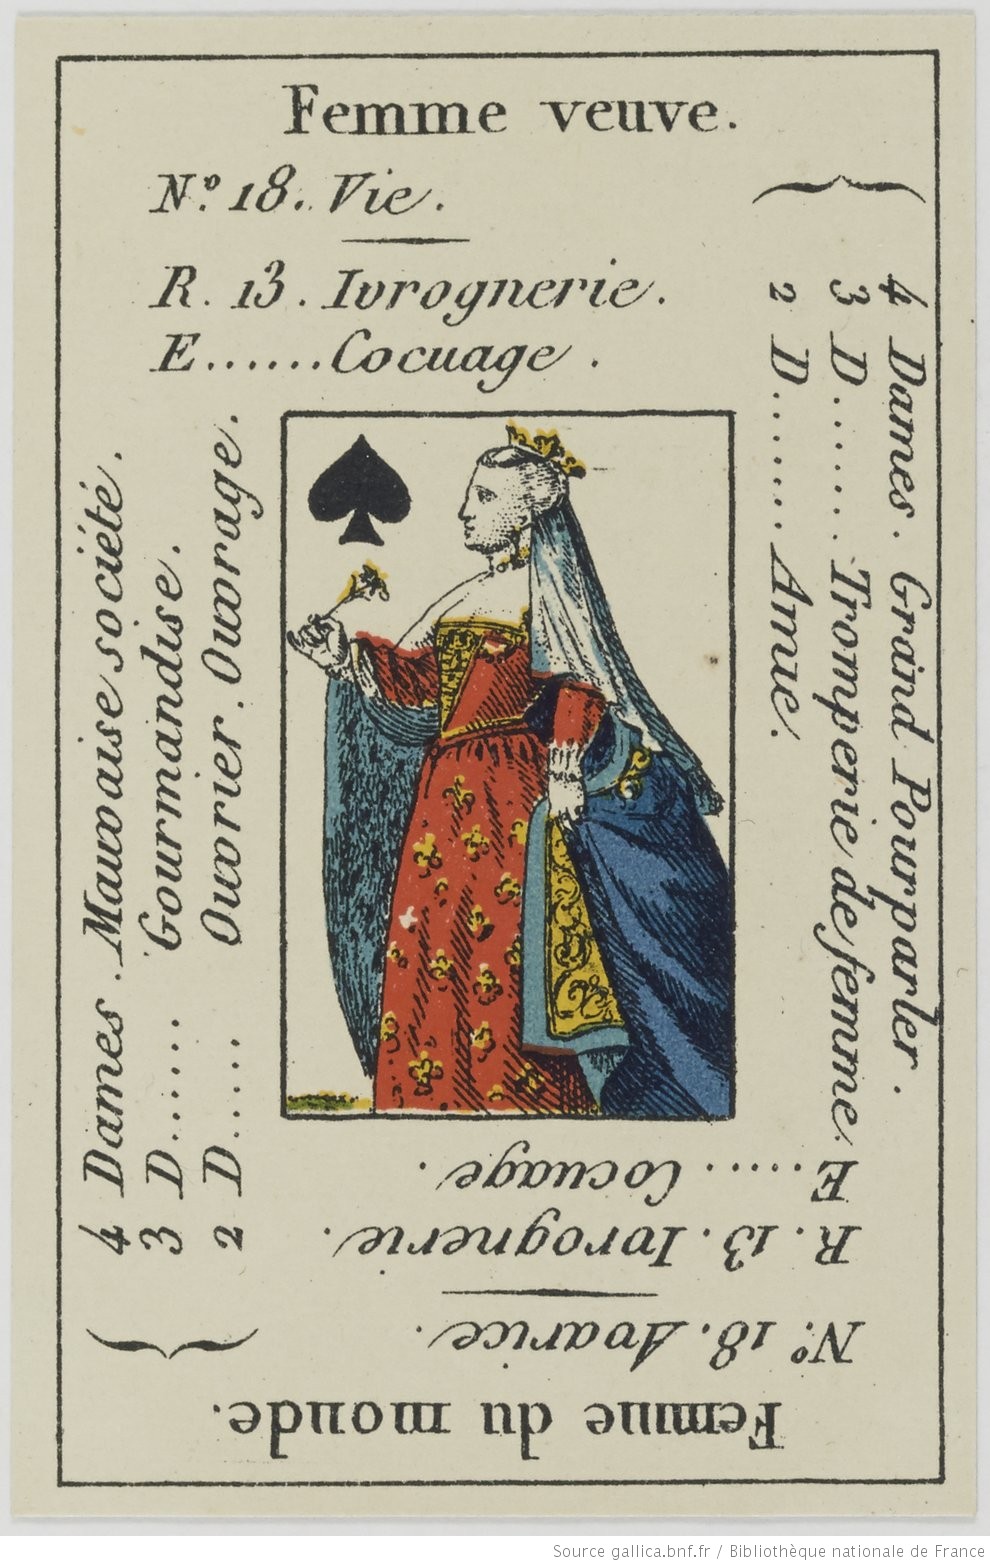 Femme veuve.
N.o 18. Vie.
R. 13. Ivrognerie.
E......Cocuage.
4 Dames. Grand Pourparler.
3 D....... Tromperie de femme.
2 D....... Ame.
4 Dames. Mauvaise société.
3 D...... Gourmandise.
2 D..... Ouvrier. Ouvrage.
Femme du monde.
N.o 18. Avarice.
R. 13. Ivrognerie.
E..... Cocuage.
Source gallica.bnf.fr / Bibliothèque nationale de France